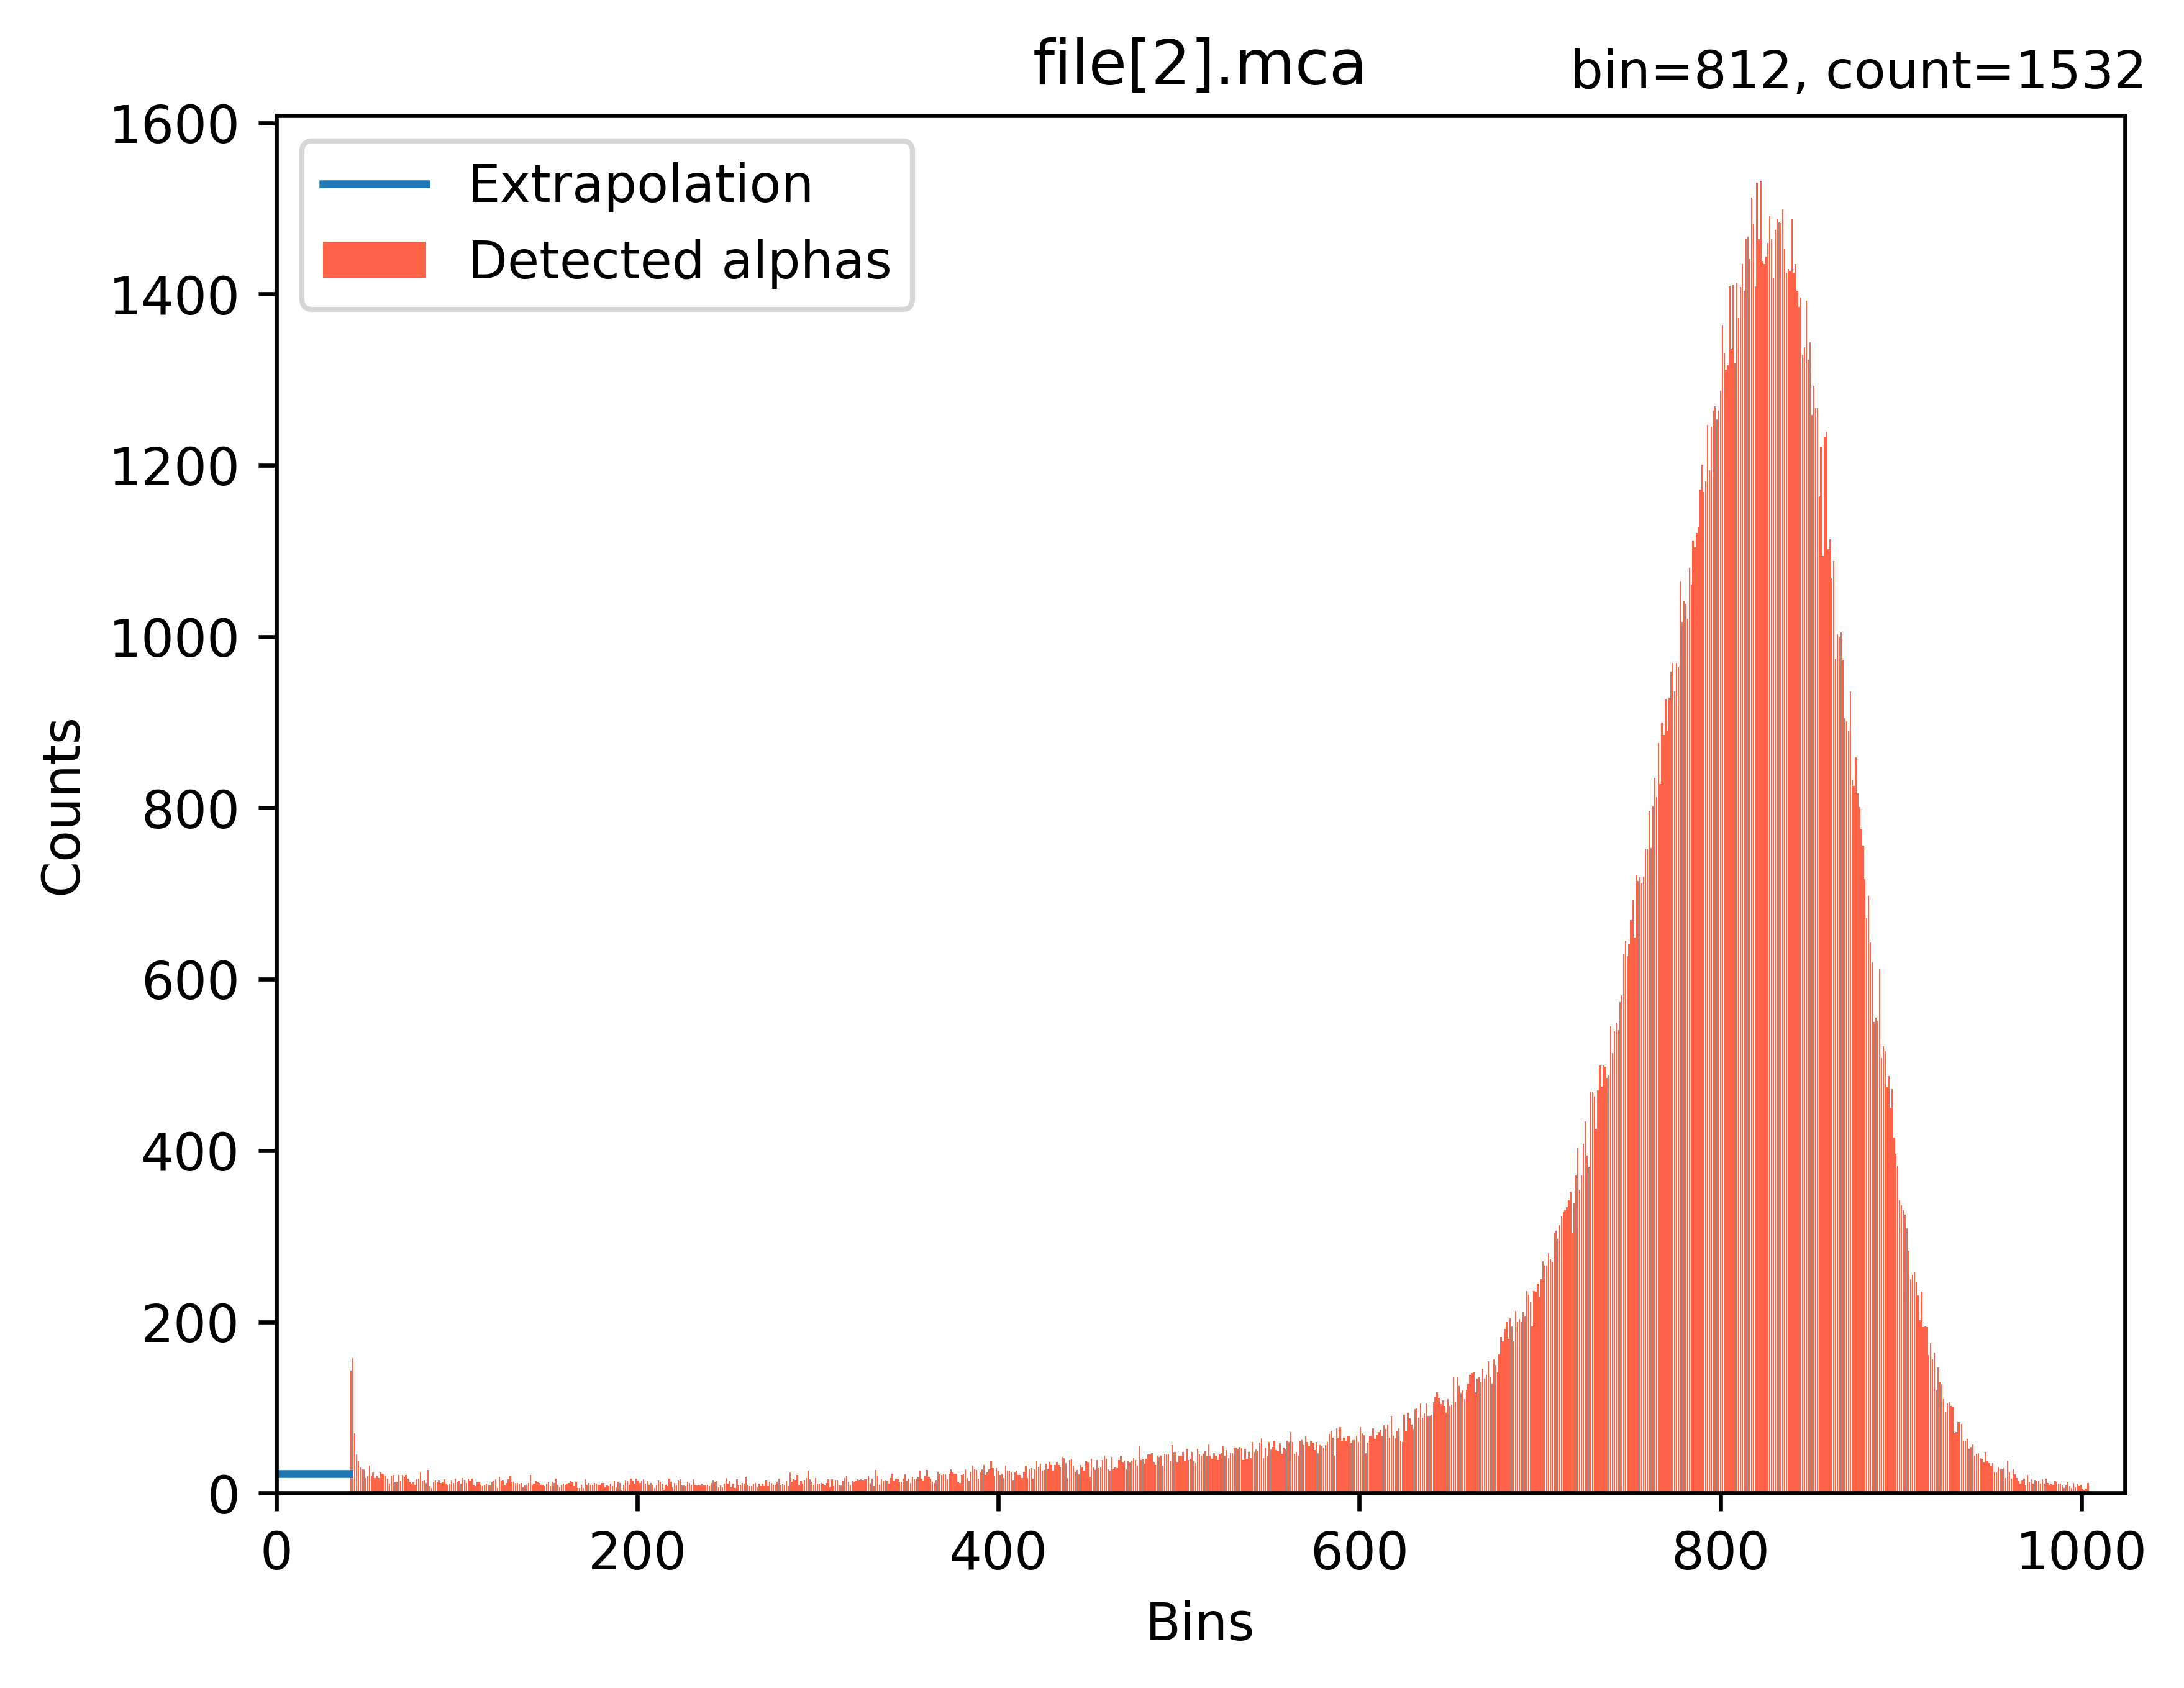 file[2].mca
bin=812, count=1532
Extrapolation
Detected alphas
1600
1400
1200
1000
800
600
400
200
0
Counts
0 200 400 600 800 1000
Bins